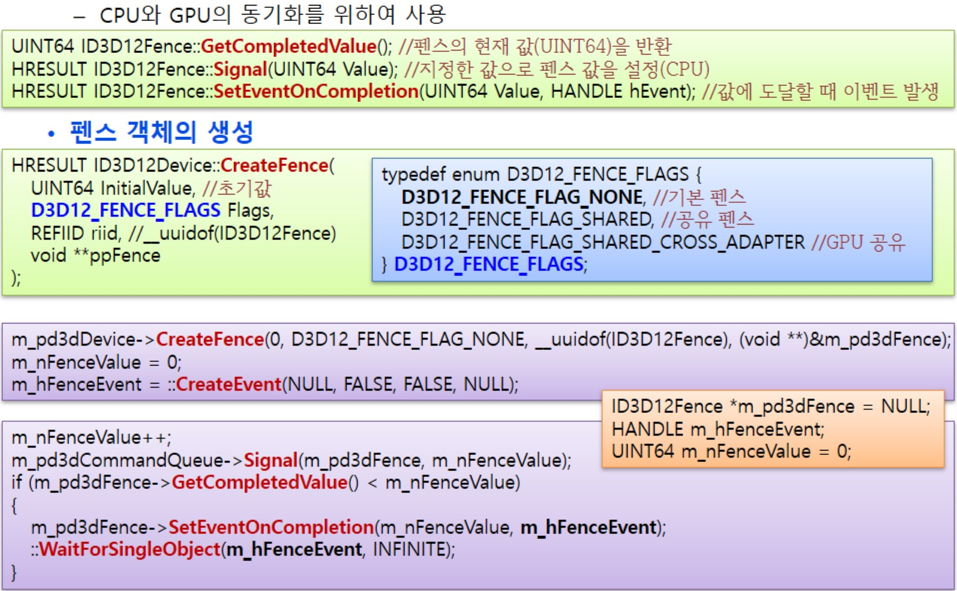 – CPU와 GPU의 동기화를 위하여 사용
UINT64 ID3D12Fence::GetCompletedValue(); //펜스의 현재 값(UINT64)을 반환
HRESULT ID3D12Fence::Signal(UINT64 Value); //지정한 값으로 펜스 값을 설정(CPU)
HRESULT ID3D12Fence::SetEventOnCompletion(UINT64 Value, HANDLE hEvent); //값에 도달할 때 이벤트 발생
• 펜스 객체의 생성
HRESULT ID3D12Device::CreateFence(
UINT64 InitialValue, //초기값
D3D12_FENCE_FLAGS Flags,
REFIID riid, //__uuidof(ID3D12Fence)
void **ppFence
);
typedef enum D3D12_FENCE_FLAGS {
D3D12_FENCE_FLAG_NONE, //기본 펜스
D3D12_FENCE_FLAG_SHARED, //공유 펜스
D3D12_FENCE_FLAG_SHARED_CROSS_ADAPTER //GPU 공유
} D3D12_FENCE_FLAGS;
m_pd3dDevice->CreateFence(0, D3D12_FENCE_FLAG_NONE, __uuidof(ID3D12Fence), (void **)&m_pd3dFence);
m_nFenceValue = 0;
m_hFenceEvent = ::CreateEvent(NULL, FALSE, FALSE, NULL);
ID3D12Fence *m_pd3dFence = NULL;
HANDLE m_hFenceEvent;
UINT64 m_nFenceValue = 0;
m_nFenceValue++;
m_pd3dCommandQueue->Signal(m_pd3dFence, m_nFenceValue);
if (m_pd3dFence->GetCompletedValue() < m_nFenceValue)
{
m_pd3dFence->SetEventOnCompletion(m_nFenceValue, m_hFenceEvent);
::WaitForSingleObject(m_hFenceEvent, INFINITE);
}